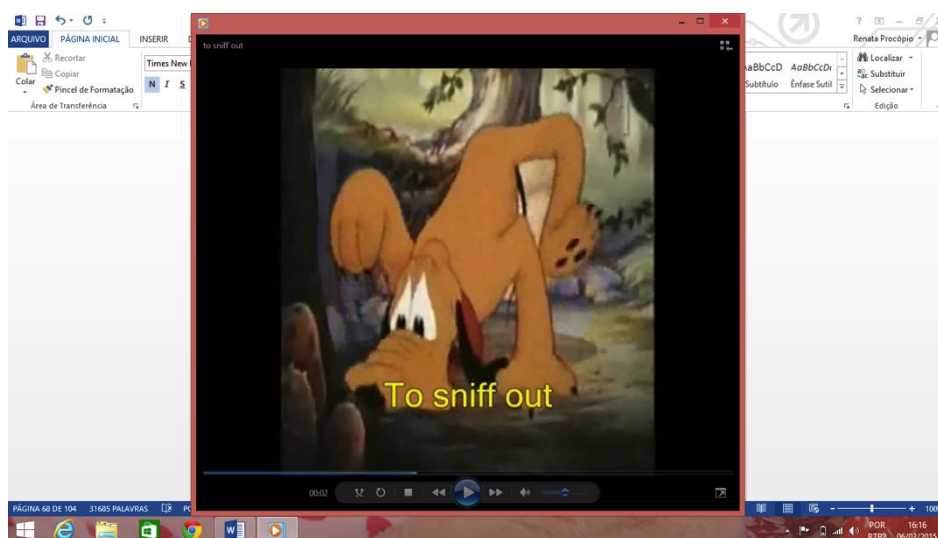 ARQUIVO PÁGINA INICIAL INSERIR
Renata Procópio
Recortar
Copiar
Colar
Pincel de Formatação
Área de Transferência
Times New
N I S
AaBbCcD
Subtítulo Ênfase Sutil
Localizar
Substituir
Selecionar
Edição
to sniff out
To sniff out
00:02
PÁGINA 68 DE 104 31685 PALAVRAS
POR 16:16
PTB2 06/03/2015